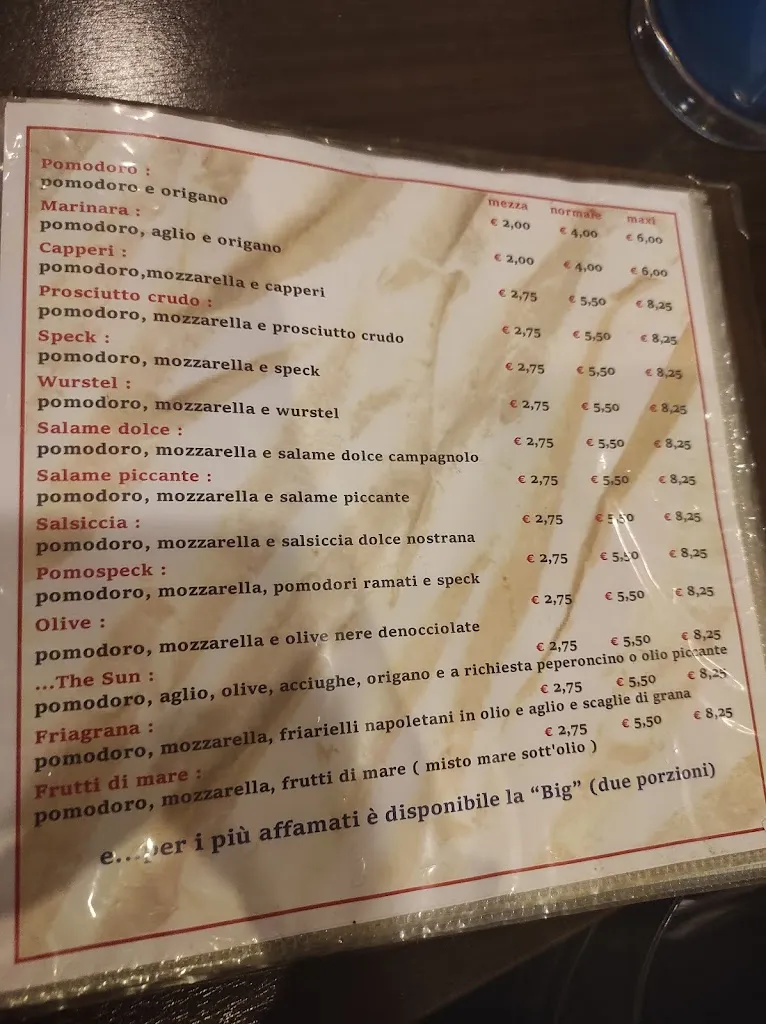 mezza normale maxi
Pomodoro : € 2,00 € 4,00 € 6,00
pomodoro e origano
Marinara : € 2,00 € 4,00 € 6,00
pomodoro, aglio e origano
Capperi : € 2,75 € 5,50 € 8,25
pomodoro,mozzarella e capperi
Prosciutto crudo : € 2,75 € 5,50 € 8,25
pomodoro, mozzarella e prosciutto crudo
Speck : € 2,75 € 5,50 € 8,25
pomodoro, mozzarella e speck
Wurstel : € 2,75 € 5,50 € 8,25
pomodoro, mozzarella e wurstel
Salame dolce : € 2,75 € 5,50 € 8,25
pomodoro, mozzarella e salame dolce campagnolo
Salame piccante : € 2,75 € 5,50 € 8,25
pomodoro, mozzarella e salame piccante
Salsiccia : € 2,75 € 5,50 € 8,25
pomodoro, mozzarella e salsiccia dolce nostrana
Pomospeck : € 2,75 € 5,50 € 8,25
pomodoro, mozzarella, pomodori ramati e speck
Olive : € 2,75 € 5,50 € 8,25
pomodoro, mozzarella e olive nere denocciolate
...The Sun : € 2,75 € 5,50 € 8,25
pomodoro, aglio, olive, acciughe, origano e a richiesta peperoncino o olio piccante
Friagrana : € 2,75 € 5,50 € 8,25
pomodoro, mozzarella, friarielli napoletani in olio e aglio e scaglie di grana
Frutti di mare : € 2,75 € 5,50 € 8,25
pomodoro, mozzarella, frutti di mare ( misto mare sott'olio )
e...per i più affamati è disponibile la “Big” (due porzioni)